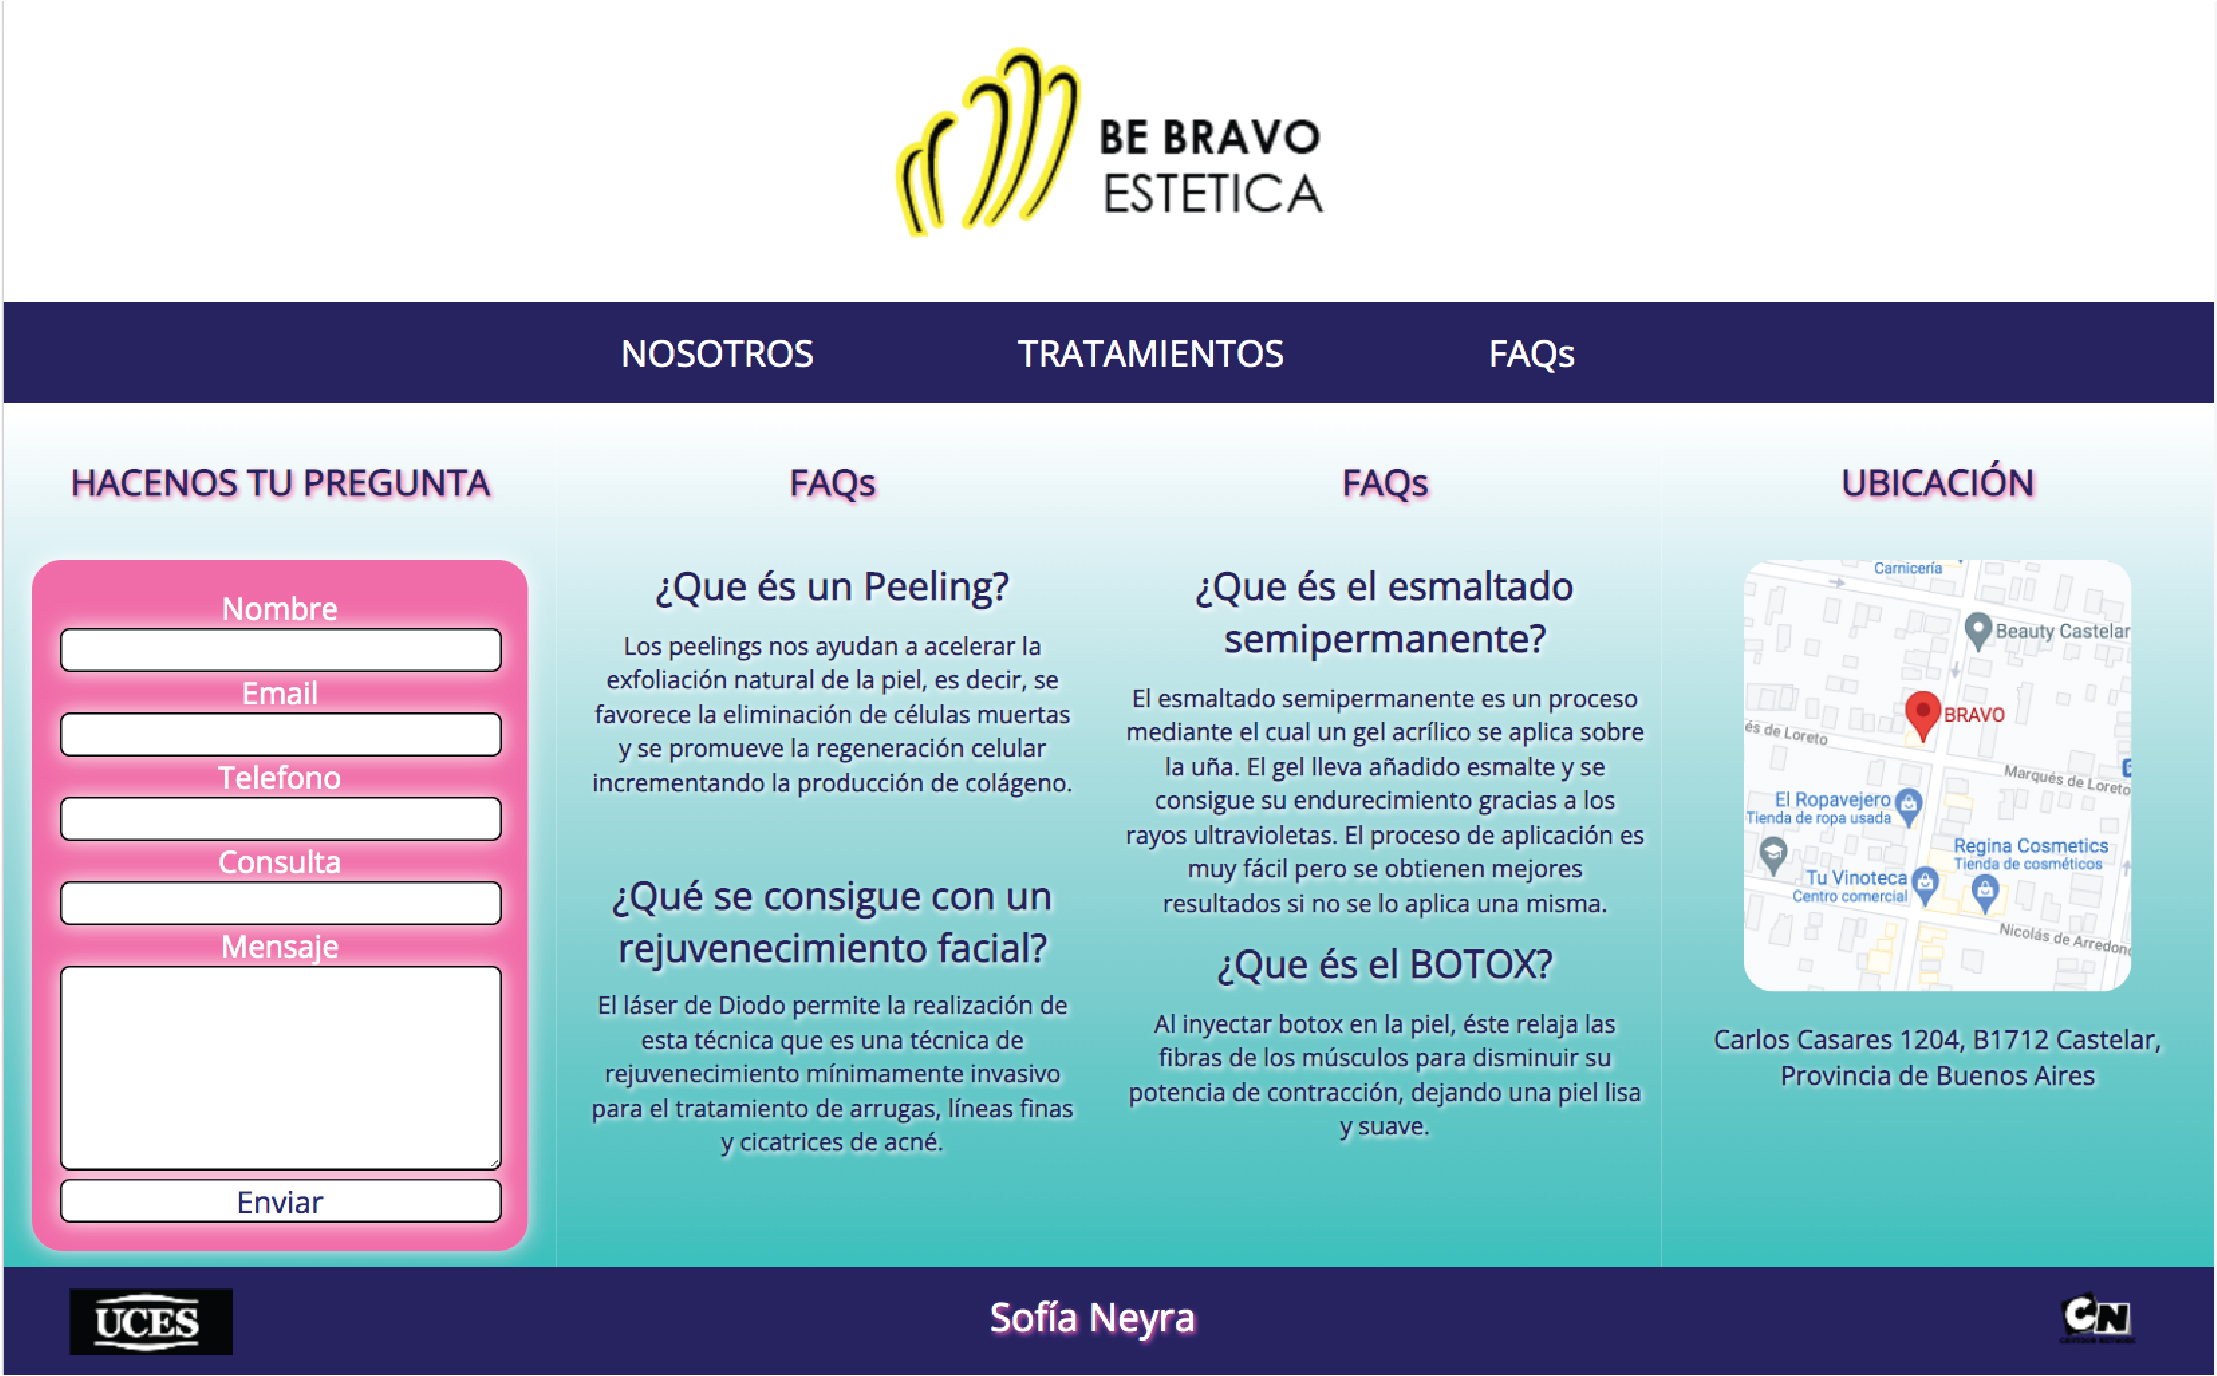 BE BRAVO
ESTETICA
NOSOTROS
TRATAMIENTOS
FAQs
HACENOS TU PREGUNTA
Nombre
Email
Telefono
Consulta
Mensaje
Enviar
FAQs
¿Que és un Peeling?
Los peelings nos ayudan a acelerar la
exfoliación natural de la piel, es decir, se
favorece la eliminación de células muertas
y se promueve la regeneración celular
incrementando la producción de colágeno.
¿Qué se consigue con un
rejuvenecimiento facial?
El láser de Diodo permite la realización de
esta técnica que es una técnica de
rejuvenecimiento mínimamente invasivo
para el tratamiento de arrugas, líneas finas
y cicatrices de acné.
FAQs
¿Que és el esmaltado
semipermanente?
El esmaltado semipermanente es un proceso
mediante el cual un gel acrílico se aplica sobre
la uña. El gel lleva añadido esmalte y se
consigue su endurecimiento gracias a los
rayos ultravioletas. El proceso de aplicación es
muy fácil pero se obtienen mejores
resultados si no se lo aplica una misma.
¿Que és el BOTOX?
Al inyectar botox en la piel, éste relaja las
fibras de los músculos para disminuir su
potencia de contracción, dejando una piel lisa
y suave.
UBICACIÓN
Carnicería
Beauty Castelar
BRAVO
és de Loreto
Marqués de Loreto
El Ropavejero
Tienda de ropa usada
Regina Cosmetics
Tienda de cosméticos
Tu Vinoteca
Centro comercial
Nicolás de Arredond
Carlos Casares 1204, B1712 Castelar,
Provincia de Buenos Aires
UCES
Sofía Neyra
CN